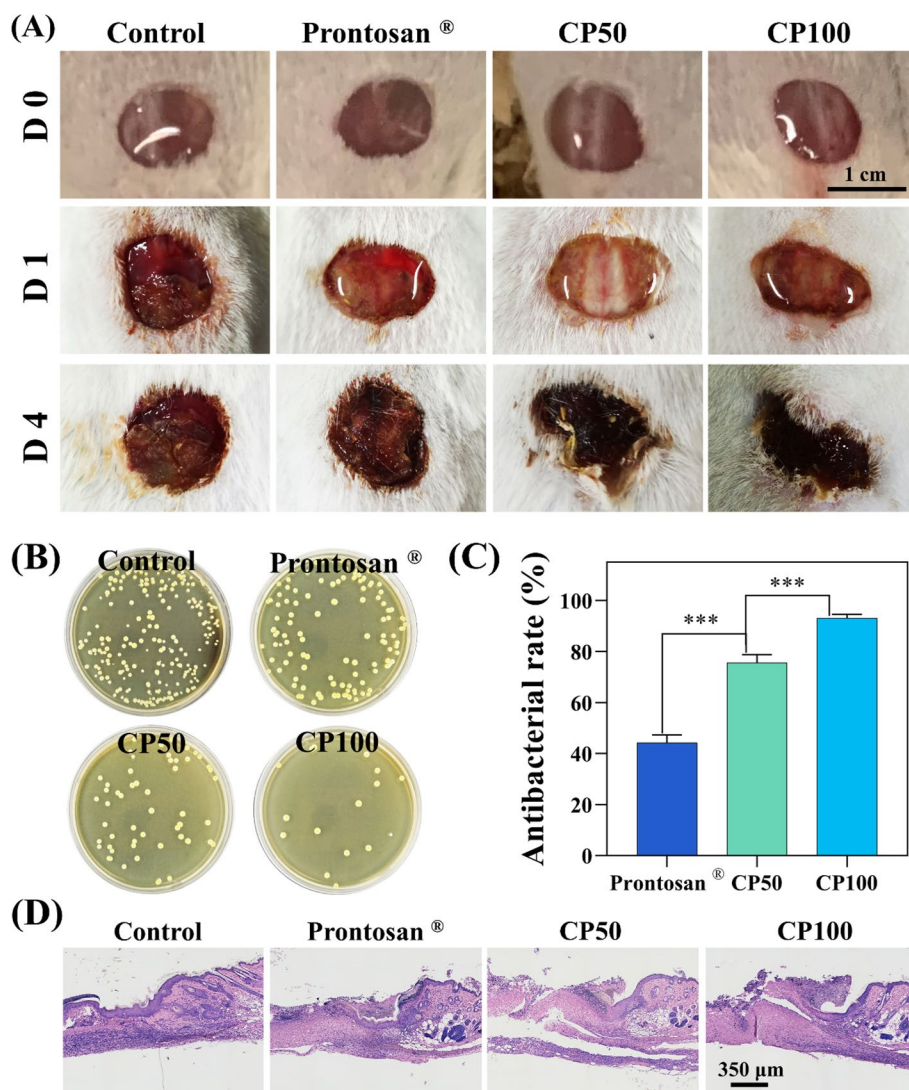 (A) Control Prontosan ® CP50 CP100
D 0
1 cm
D 1
D 4
(B) Control Prontosan ®
CP50 CP100
(C)
Antibacterial rate (%)
100
80
60
40
20
0
*** ***
Prontosan ® CP50 CP100
(D) Control Prontosan ® CP50 CP100
350 µm